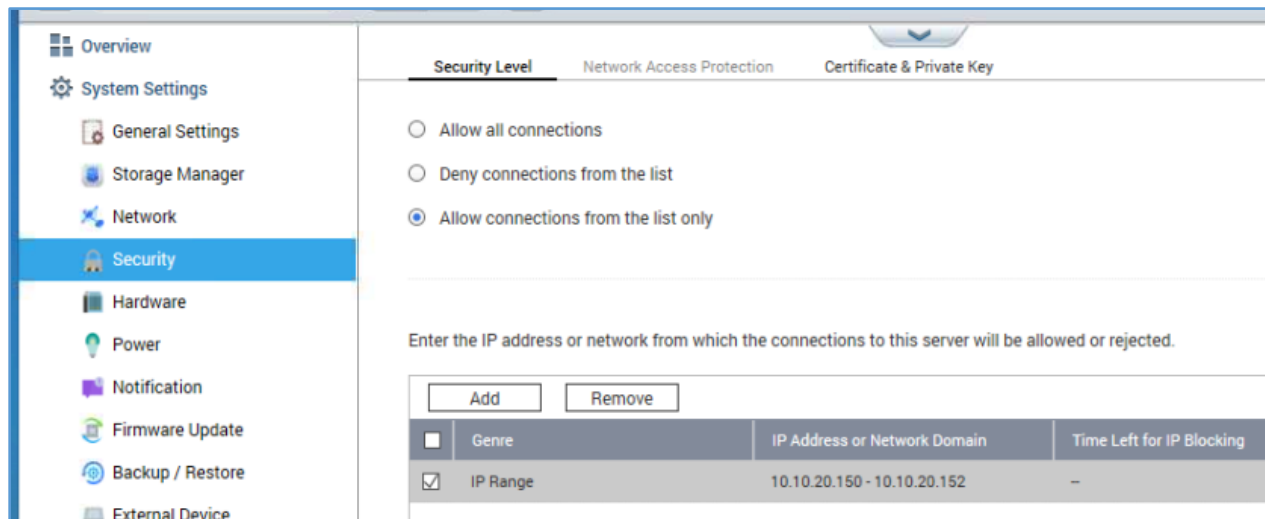 Overview
System Settings
General Settings
Storage Manager
Network
Security
Hardware
Power
Notification
Firmware Update
Backup / Restore
External Device
Security Level Network Access Protection Certificate & Private Key
Allow all connections
Deny connections from the list
Allow connections from the list only
Enter the IP address or network from which the connections to this server will be allowed or rejected.
Add Remove
Genre IP Address or Network Domain Time Left for IP Blocking
IP Range 10.10.20.150 - 10.10.20.152 --